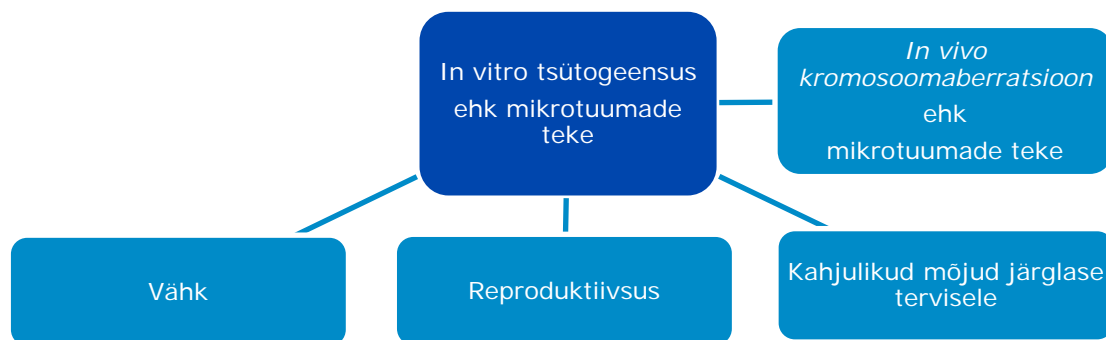 In vitro tsütogeensus
ehk mikrotuumade
teke
In vivo
kromosoomaberratsioon
ehk
mikrotuumade teke
Vähk
Reproduktiivsus
Kahjulikud mõjud järglase
tervisele